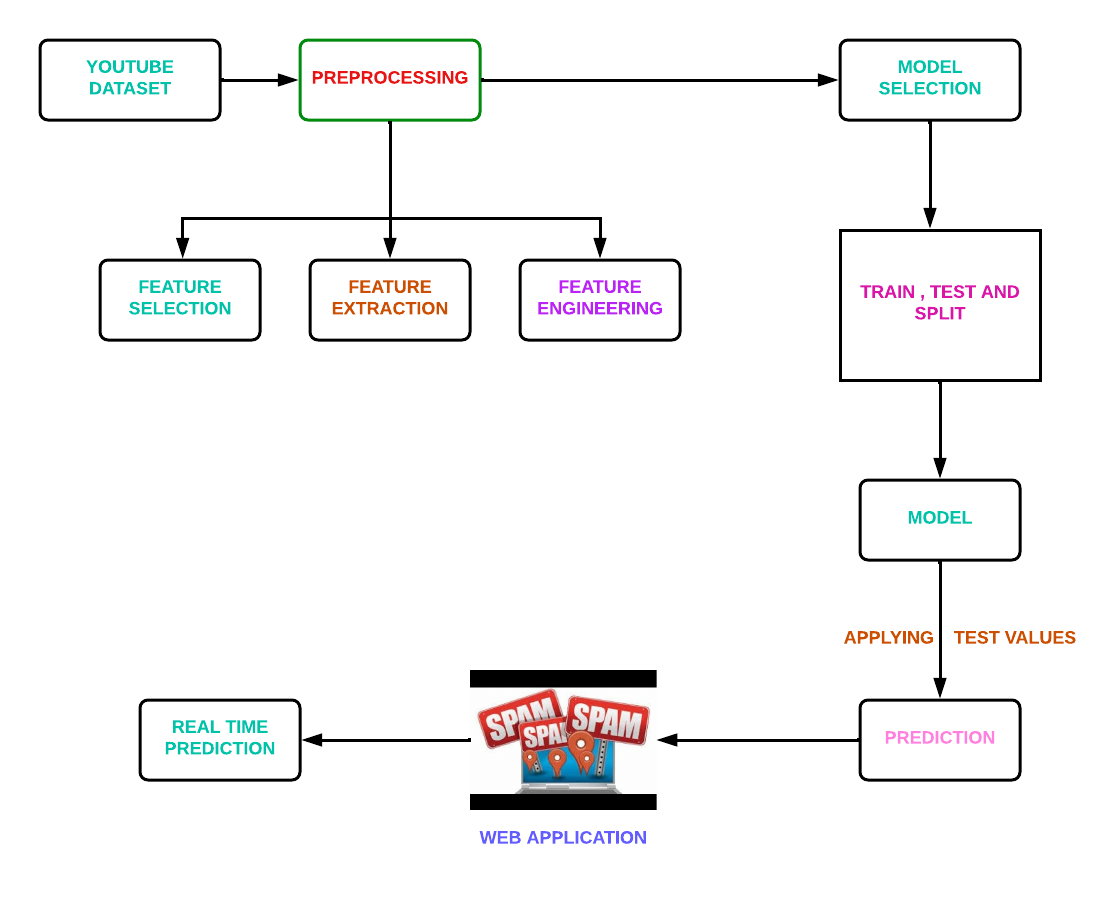 YOUTUBE
DATASET
PREPROCESSING
MODEL
SELECTION
FEATURE
SELECTION
FEATURE
EXTRACTION
FEATURE
ENGINEERING
TRAIN , TEST AND
SPLIT
MODEL
APPLYING TEST VALUES
REAL TIME
PREDICTION
SPAM
SPAM
SPAM
PREDICTION
WEB APPLICATION